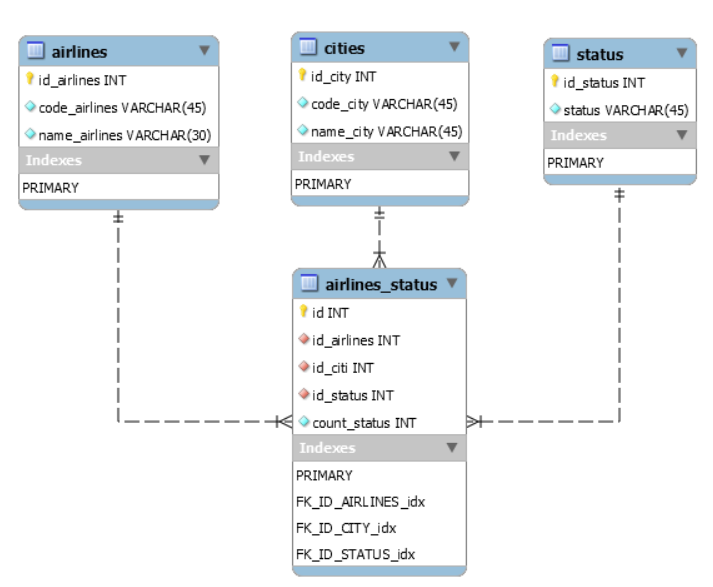 airlines
id_airlines INT
code_airlines VARCHAR(45)
name_airlines VARCHAR(30)
Indexes
PRIMARY
cities
id_city INT
code_city VARCHAR(45)
name_city VARCHAR(45)
Indexes
PRIMARY
status
id_status INT
status VARCHAR(45)
Indexes
PRIMARY
airlines_status
id INT
id_airlines INT
id_citi INT
id_status INT
count_status INT
Indexes
PRIMARY
FK_ID_AIRLINES_idx
FK_ID_CITY_idx
FK_ID_STATUS_idx